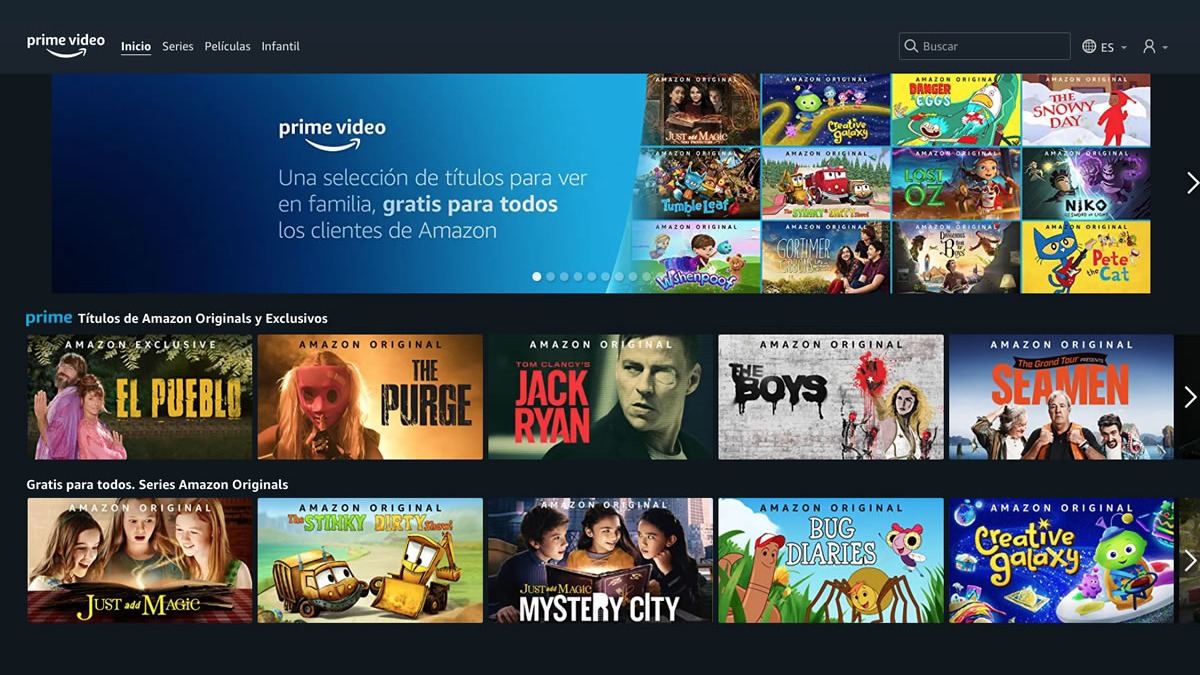 prime video
Inicio Series Películas Infantil
Buscar
ES
prime video
Una selección de títulos para ver
en familia, gratis para todos
los clientes de Amazon
AMAZON ORIGINAL
JUST add MAGIC
AMAZON ORIGINAL
Creative galaxy
AMAZON ORIGINAL
DANGER & EGGS
AMAZON ORIGINAL
THE SNOWY DAY
AMAZON ORIGINAL
Tumble Leaf
AMAZON ORIGINAL
The STINKY & DIRTY Show!
AMAZON ORIGINAL
LOST IN OZ
AMAZON ORIGINAL
NIKO
AND THE SWORD OF LIGHT
AMAZON ORIGINAL
Wishenpoof
AMAZON ORIGINAL
GORTIMER
GIBBON'S
AMAZON ORIGINAL
DANGEROUS
BOOK
FOR BOYS
AMAZON ORIGINAL
Pete the Cat
prime Títulos de Amazon Originals y Exclusivos
AMAZON EXCLUSIVE
EL PUEBLO
AMAZON ORIGINAL
THE
PURGE
AMAZON ORIGINAL
TOM CLANCY'S
JACK
RYAN
AMAZON ORIGINAL
THE
BOYS
AMAZON ORIGINAL
The Grand Tour PRESENTS
SEAMEN
Gratis para todos. Series Amazon Originals
AMAZON ORIGINAL
JUST add MAGIC
AMAZON ORIGINAL
The STINKY & DIRTY Show!
AMAZON ORIGINAL
JUST add MAGIC
MYSTERY CITY
AMAZON ORIGINAL
BUG
DIARIES
AMAZON ORIGINAL
Creative
galaxy